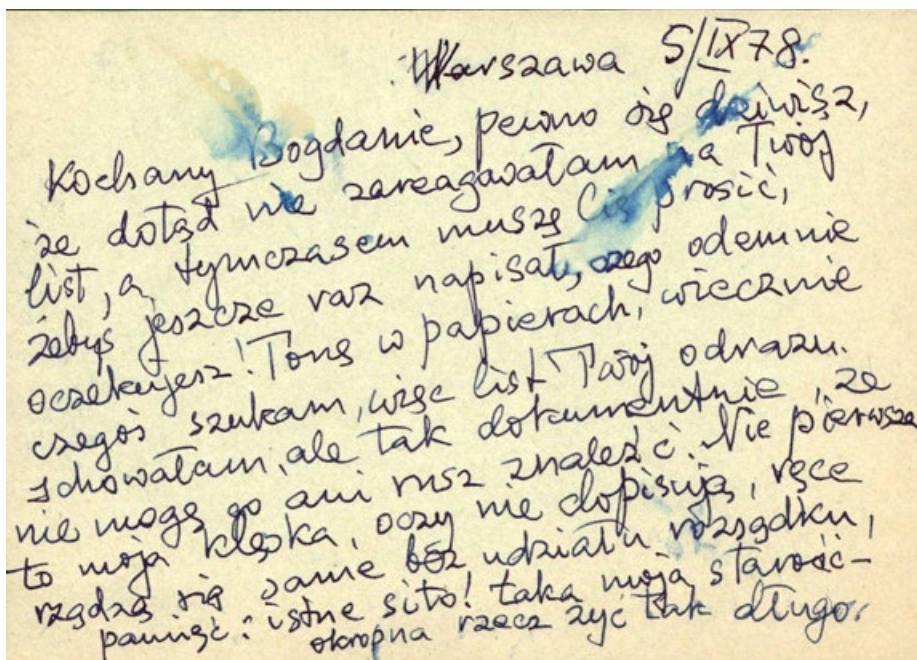 Warszawa 5/IX 78.
Kochany Bogdanie, pewno się dziwisz,
że dotąd nie zareagawałam na Twój
list, a tymczasem muszę Cię prosić,
żebyś jeszcze raz napisał, czego odemnie
oczekujesz! Tonę w papierach, wiecznie
czegoś szukam, więc list Twój odrazu
schowałam, ale tak dokumentnie, że
nie mogę go ani rusz znaleźć. Nie pierwsza
to moja klęska, oczy nie dopisują, ręce
rządzą się same bez udziału rozsądku,
pamięć: istne sito! taka moja starość-
okropna rzecz żyć tak długo.